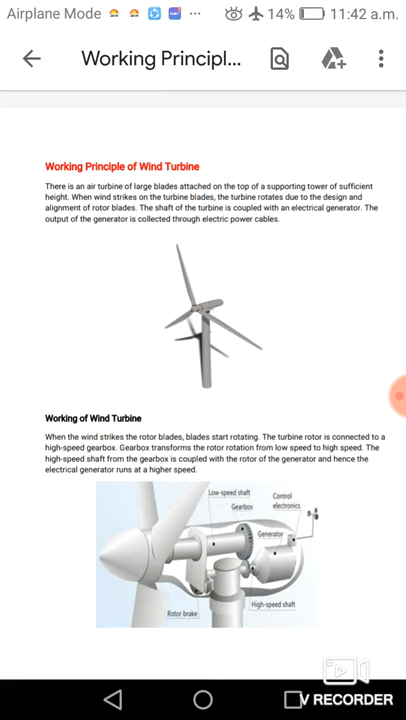 Airplane Mode ... 14% 11:42 a.m.
Working Principl...
Working Principle of Wind Turbine
There is an air turbine of large blades attached on the top of a supporting tower of sufficient
height. When wind strikes on the turbine blades, the turbine rotates due to the design and
alignment of rotor blades. The shaft of the turbine is coupled with an electrical generator. The
output of the generator is collected through electric power cables.
Working of Wind Turbine
When the wind strikes the rotor blades, blades start rotating. The turbine rotor is connected to a
high-speed gearbox. Gearbox transforms the rotor rotation from low speed to high speed. The
high-speed shaft from the gearbox is coupled with the rotor of the generator and hence the
electrical generator runs at a higher speed.
Low-speed shaft
Gearbox
Control
electronics
Generator
High-speed shaft
Rotor brake
V RECORDER